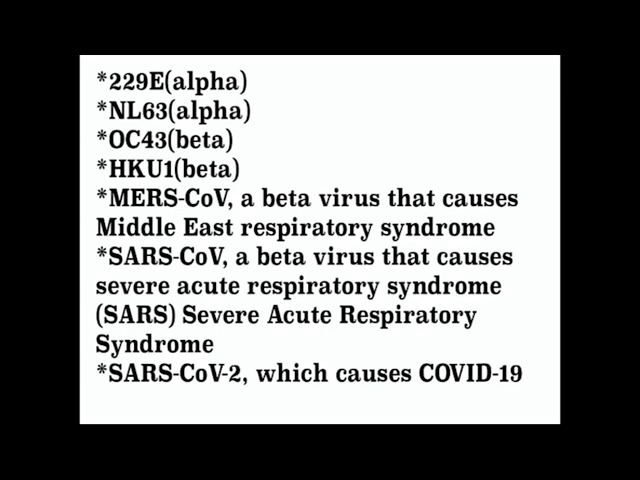 *229E(alpha)
*NL63(alpha)
*OC43(beta)
*HKU1(beta)
*MERS-CoV, a beta virus that causes
Middle East respiratory syndrome
*SARS-CoV, a beta virus that causes
severe acute respiratory syndrome
(SARS) Severe Acute Respiratory
Syndrome
*SARS-CoV-2, which causes COVID-19